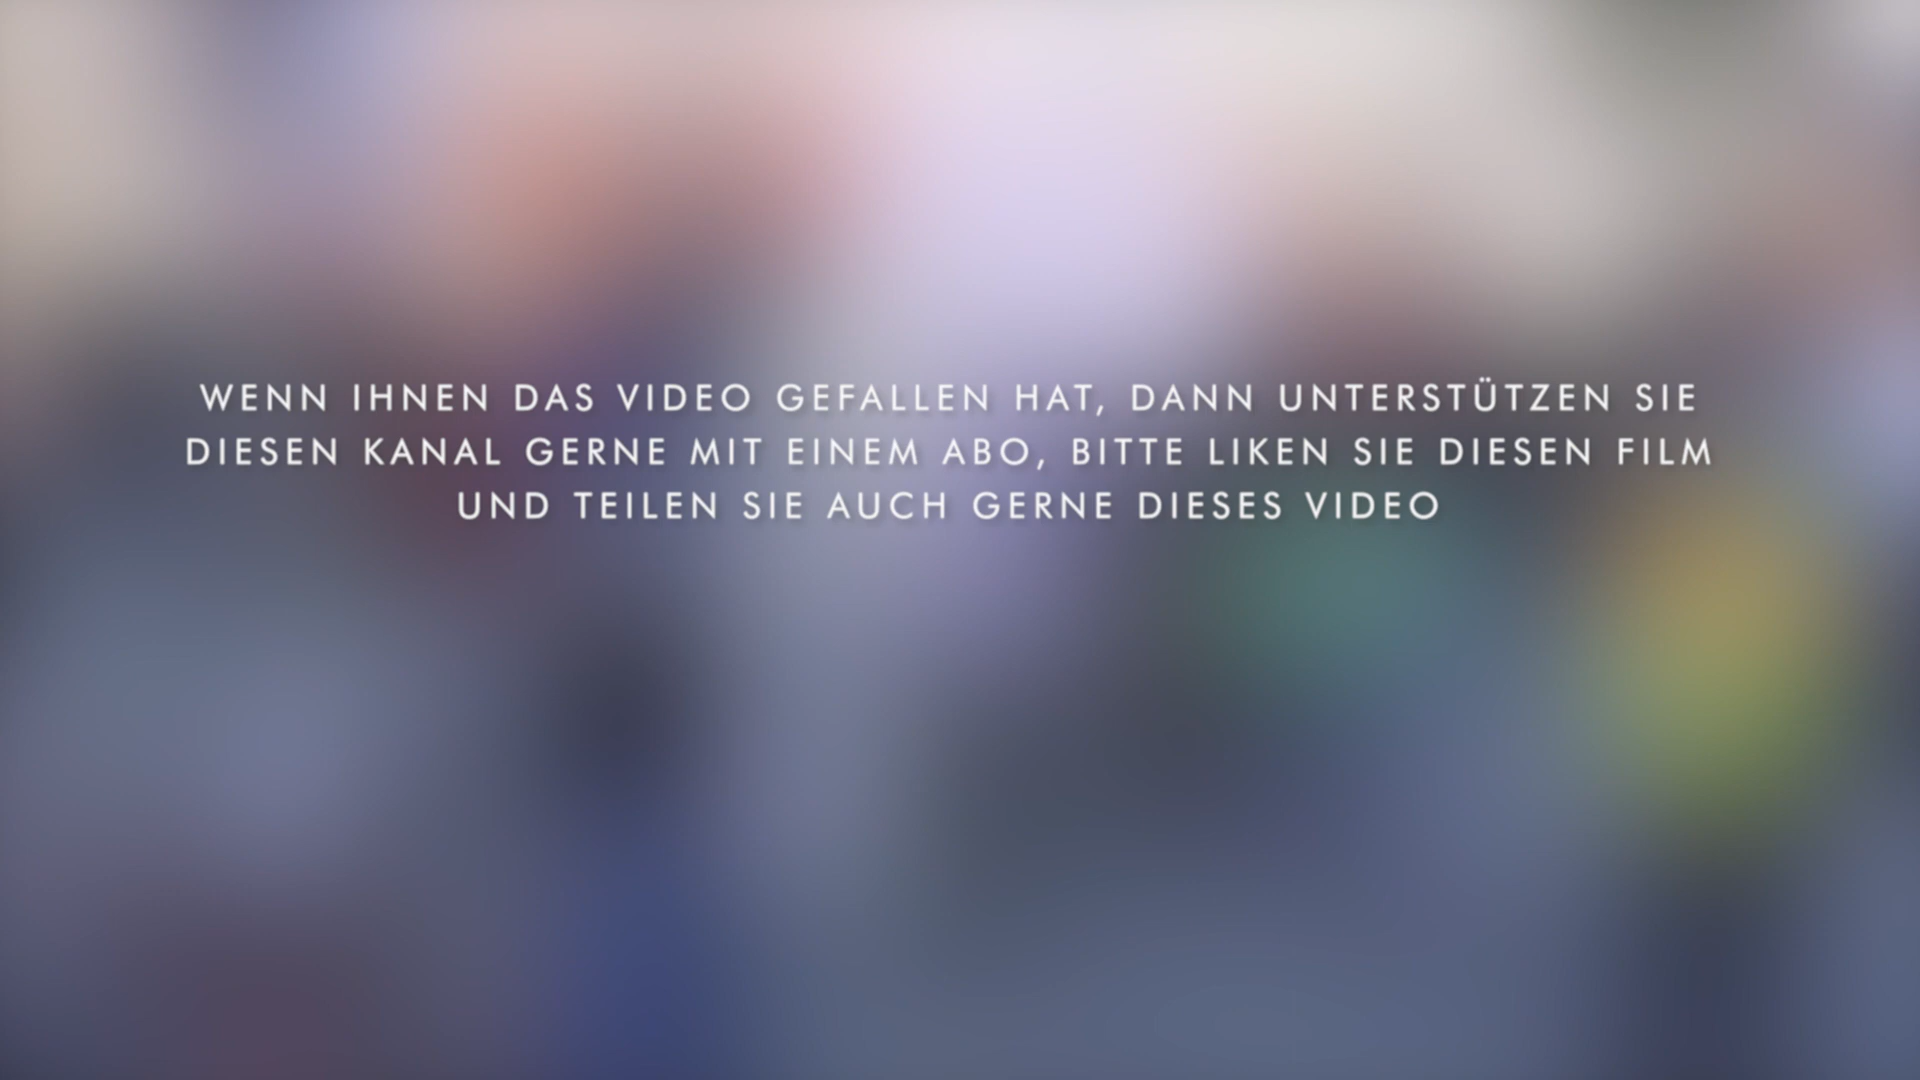 WENN IHNEN DAS VIDEO GEFALLEN HAT, DANN UNTERSTÜTZEN SIE
DIESEN KANAL GERNE MIT EINEM ABO, BITTE LIKEN SIE DIESEN FILM
UND TEILEN SIE AUCH GERNE DIESES VIDEO